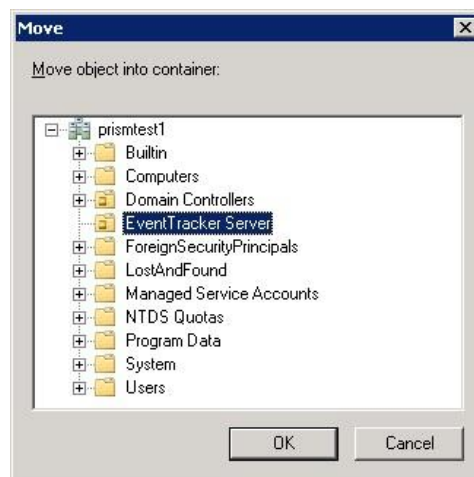 Move
Move object into container:
prismtest1
Builtin
Computers
Domain Controllers
EventTracker Server
ForeignSecurityPrincipals
LostAndFound
Managed Service Accounts
NTDS Quotas
Program Data
System
Users
OK
Cancel